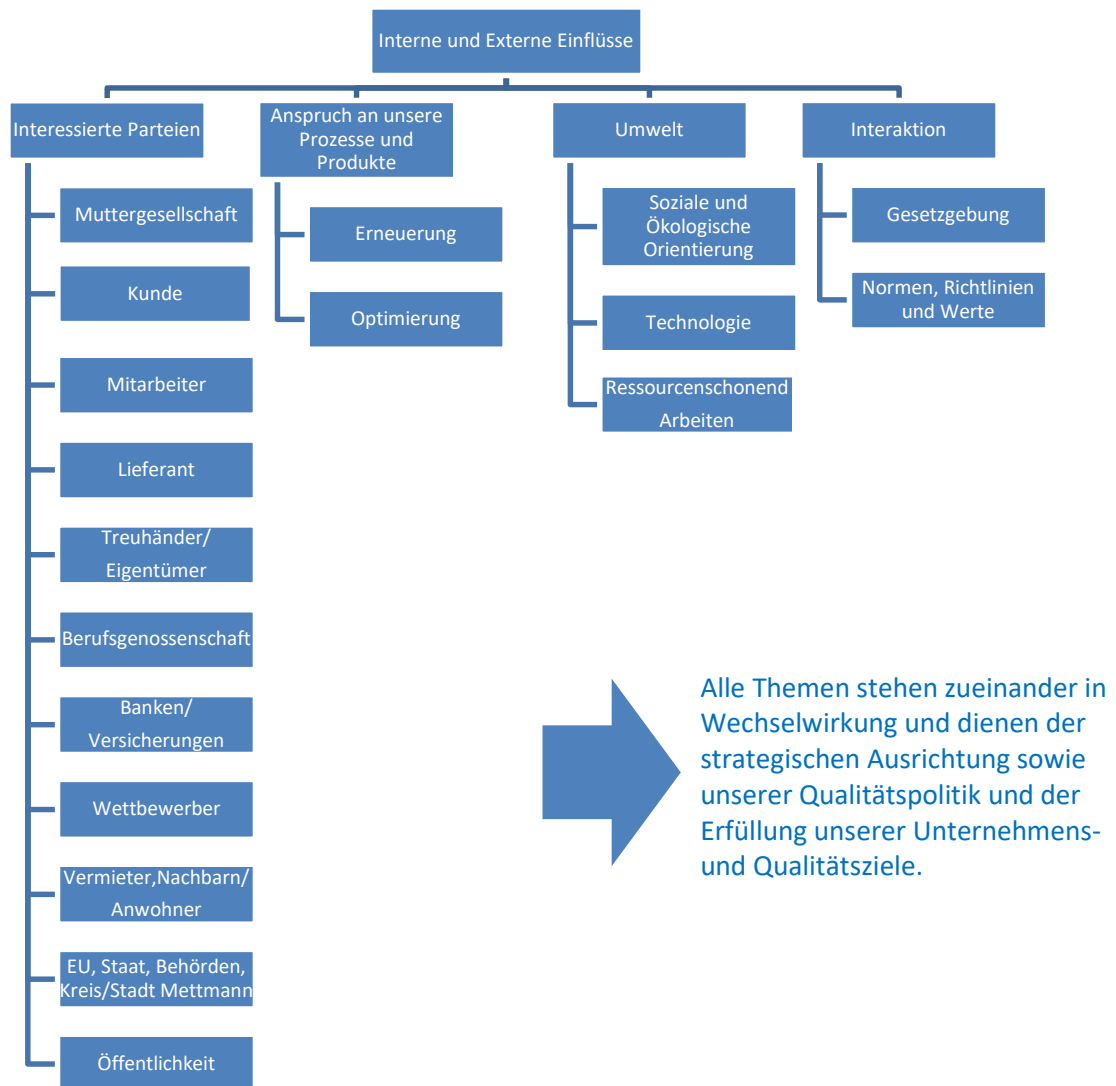 Interne und Externe Einflüsse
Interessierte Parteien
Muttergesellschaft
Kunde
Mitarbeiter
Lieferant
Treuhänder/
Eigentümer
Berufsgenossenschaft
Banken/
Versicherungen
Wettbewerber
Vermieter,Nachbarn/
Anwohner
EU, Staat, Behörden,
Kreis/Stadt Mettmann
Öffentlichkeit
Anspruch an unsere
Prozesse und
Produkte
Erneuerung
Optimierung
Umwelt
Soziale und
Ökologische
Orientierung
Technologie
Ressourcenschonend
Arbeiten
Interaktion
Gesetzgebung
Normen, Richtlinien
und Werte
Alle Themen stehen zueinander in
Wechselwirkung und dienen der
strategischen Ausrichtung sowie
unserer Qualitätspolitik und der
Erfüllung unserer Unternehmens-
und Qualitätsziele.